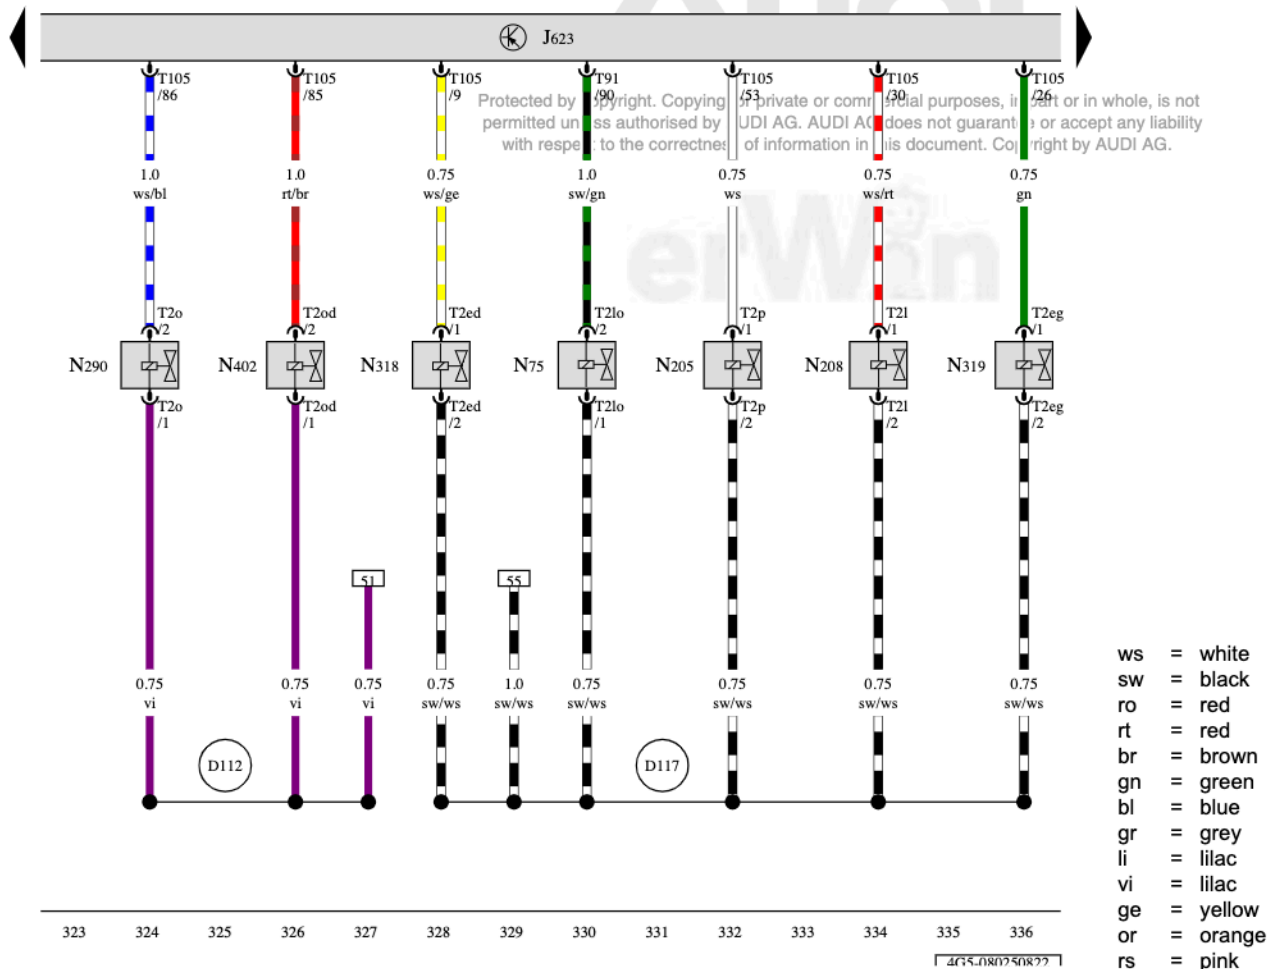 J623
T105 T105 T105 T91 T105 T105 T105
/86 /85 /9 /90 /53 /30 /26
Protected by copyright. Copying for private or commercial purposes, in part or in whole, is not
permitted unless authorised by AUDI AG. AUDI AG does not guarantee or accept any liability
with respect to the correctness of information in this document. Copyright by AUDI AG.
1.0 1.0 0.75 1.0 0.75 0.75 0.75
ws/bl rt/br ws/ge sw/gn ws ws/rt gn
erWin
T2o T2od T2ed T2lo T2p T2l T2eg
/2 /2 /1 /2 /1 /1 /1
N290 N402 N318 N75 N205 N208 N319
T2o T2od T2ed T2lo T2p T2l T2eg
/1 /1 /2 /1 /2 /2 /2
51 55
0.75 0.75 0.75 0.75 1.0 0.75 0.75 0.75 0.75
vi vi vi sw/ws sw/ws sw/ws sw/ws sw/ws sw/ws
D112 D117
323 324 325 326 327 328 329 330 331 332 333 334 335 336
4G5-080250822
ws = white
sw = black
ro = red
rt = red
br = brown
gn = green
bl = blue
gr = grey
li = lilac
vi = lilac
ge = yellow
or = orange
rs = pink